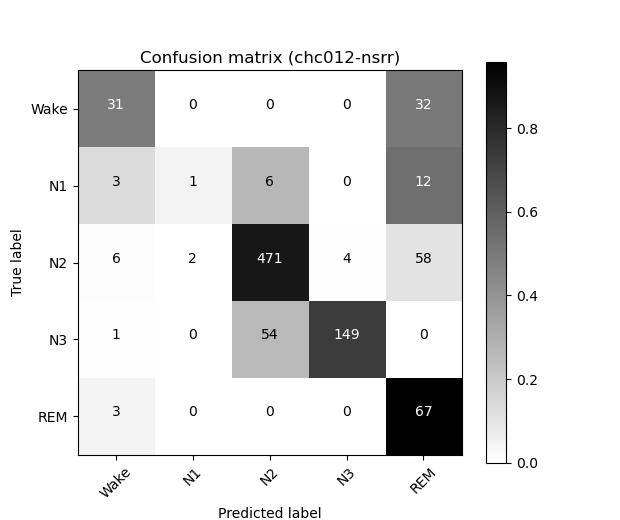 Confusion matrix (chc012-nsrr)
True label
Wake 31 0 0 0 32
N1 3 1 6 0 12
N2 6 2 471 4 58
N3 1 0 54 149 0
REM 3 0 0 0 67
Wake N1 N2 N3 REM
Predicted label
0.8
0.6
0.4
0.2
0.0